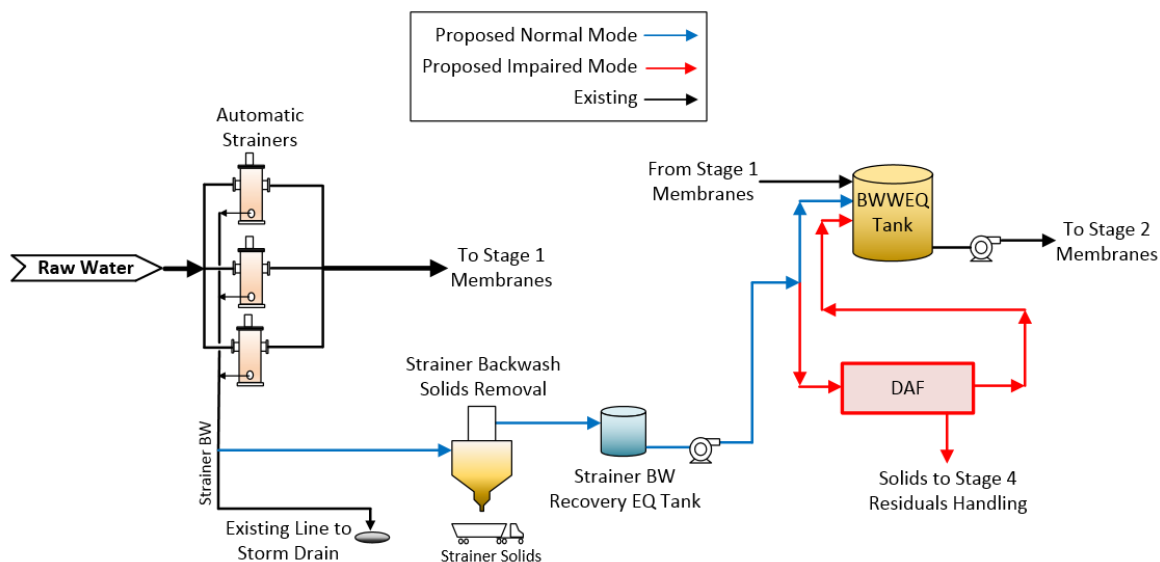 Proposed Normal Mode
Proposed Impaired Mode
Existing
Automatic
Strainers
From Stage 1
Membranes
BWWEQ
Tank
To Stage 2
Membranes
Raw Water
To Stage 1
Membranes
Strainer Backwash
Solids Removal
DAF
Strainer BW
Strainer BW
Recovery EQ Tank
Solids to Stage 4
Residuals Handling
Existing Line to
Storm Drain
Strainer Solids